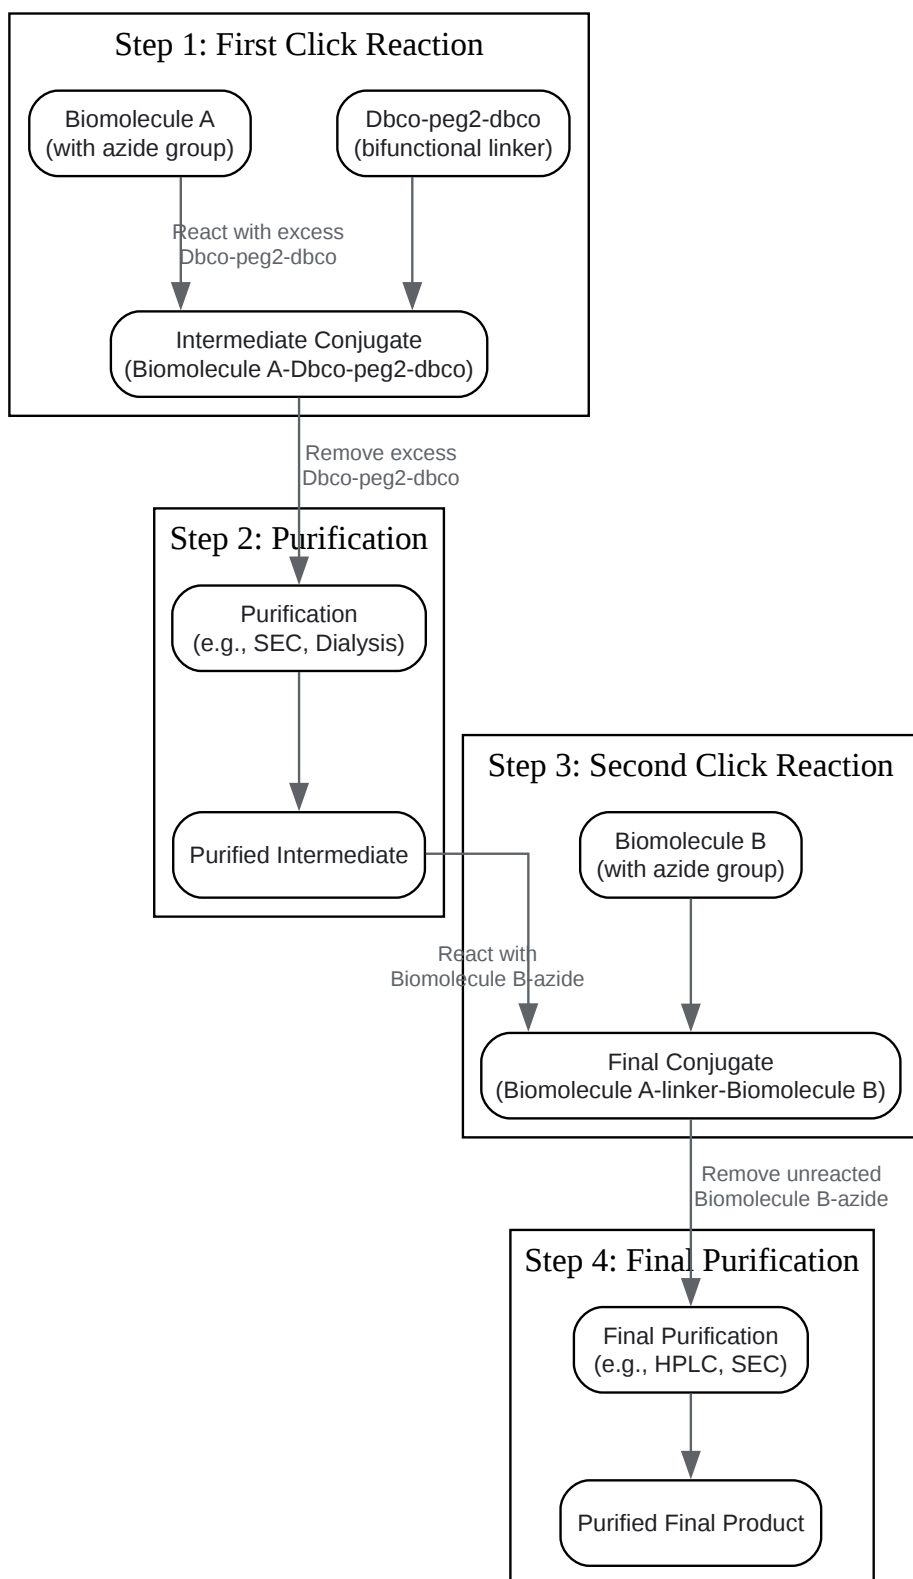 Step 1: First Click Reaction
Biomolecule A
(with azide group)
Dbco-peg2-dbco
(bifunctional linker)
React with excess
Dbco-peg2-dbco
Intermediate Conjugate
(Biomolecule A-Dbco-peg2-dbco)
Remove excess
Dbco-peg2-dbco
Step 2: Purification
Purification
(e.g., SEC, Dialysis)
Purified Intermediate
Step 3: Second Click Reaction
Biomolecule B
(with azide group)
React with
Biomolecule B-azide
Final Conjugate
(Biomolecule A-linker-Biomolecule B)
Remove unreacted
Biomolecule B-azide
Step 4: Final Purification
Final Purification
(e.g., HPLC, SEC)
Purified Final Product